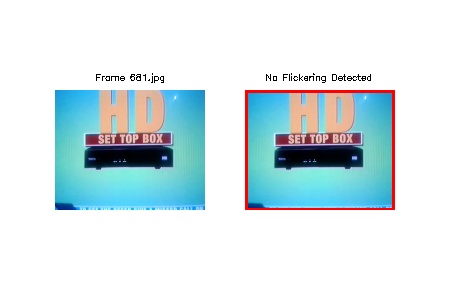 Frame 681.jpg
No Flickering Detected
HD
SET TOP BOX
HD
SET TOP BOX